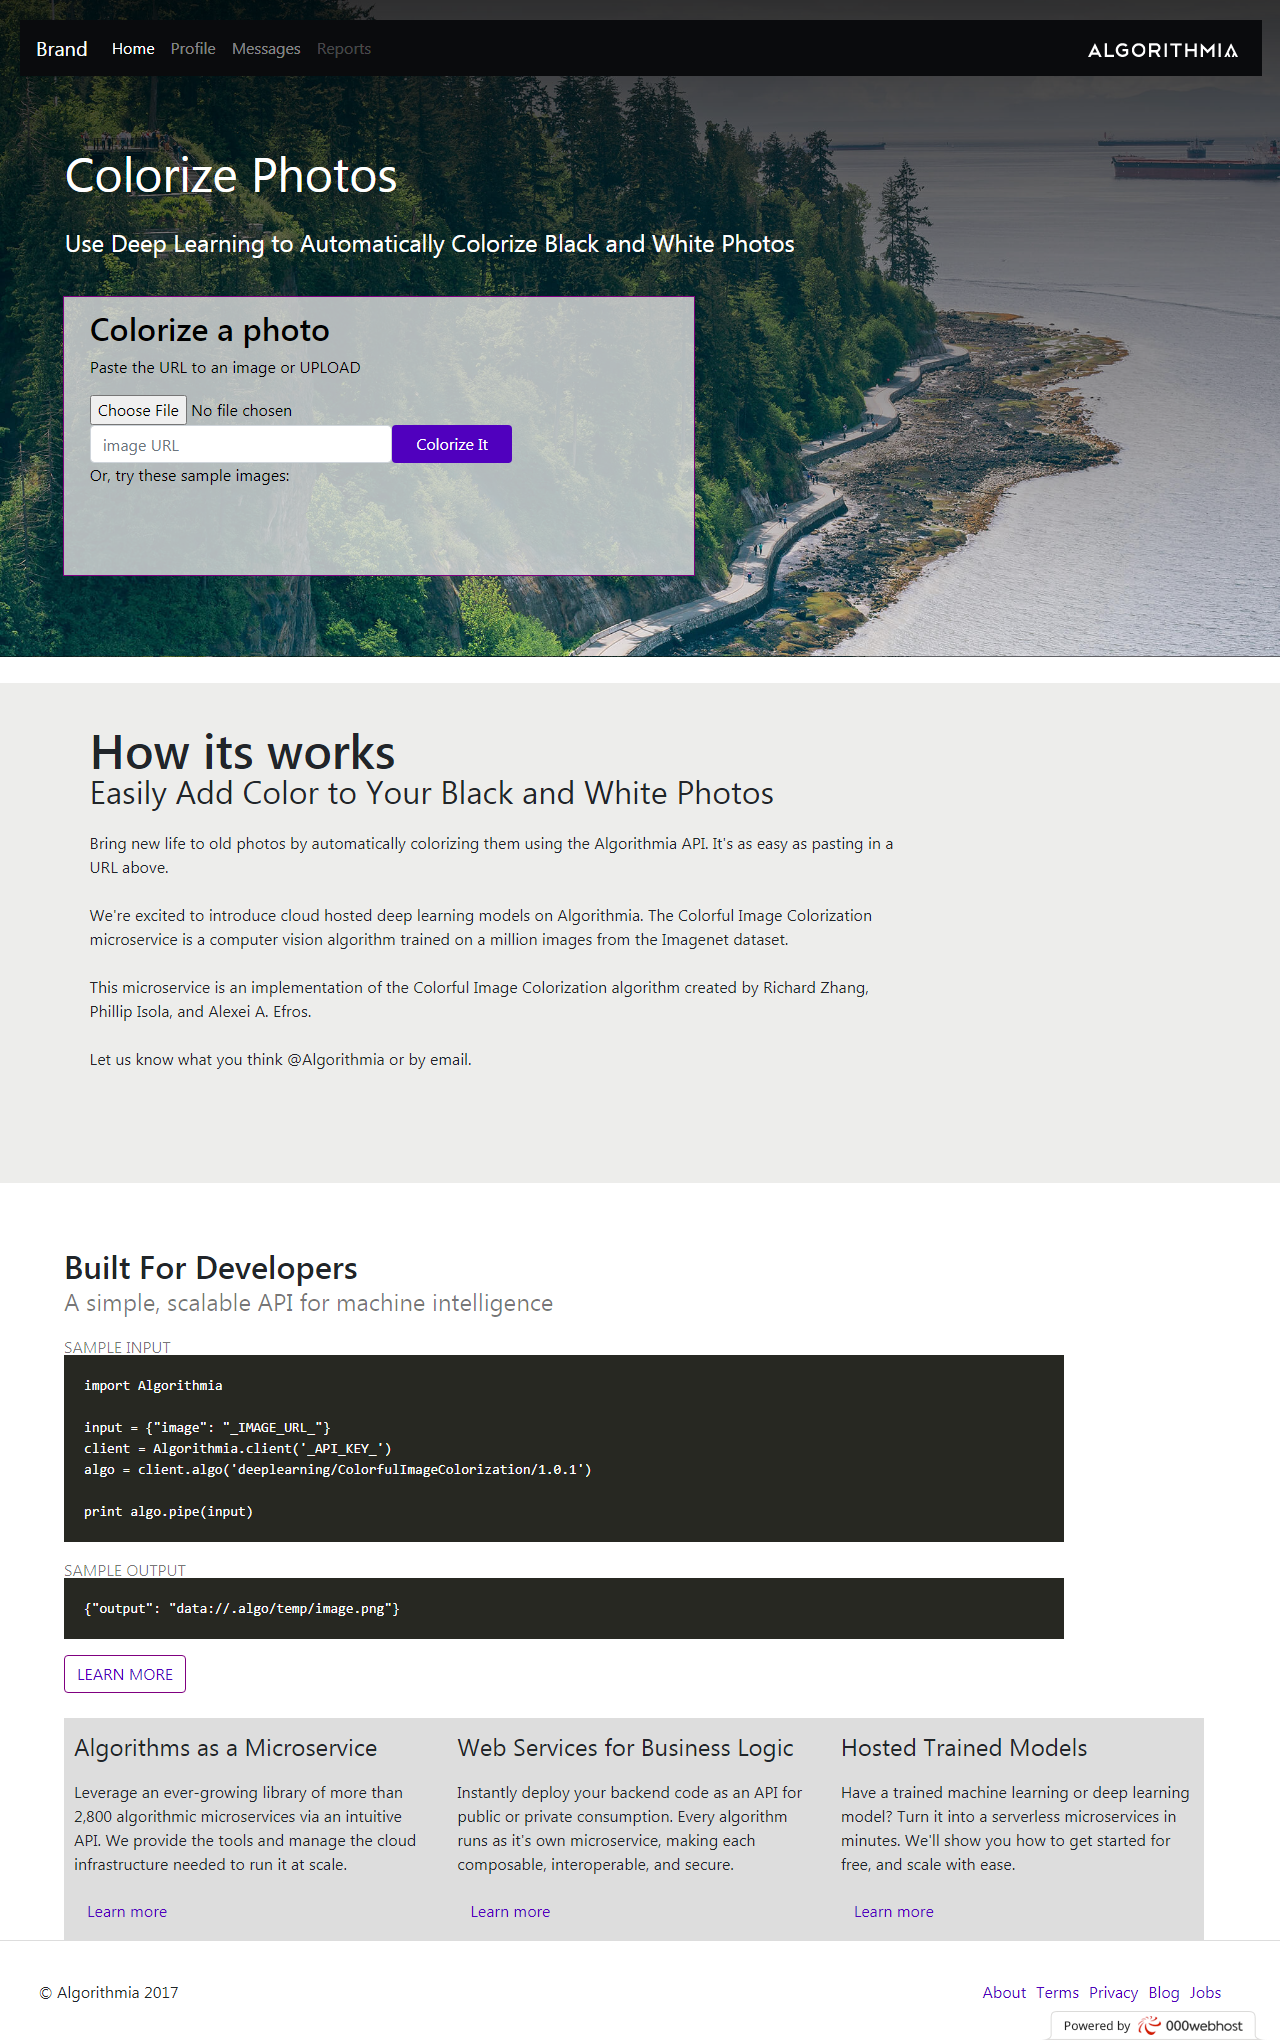 Brand Home Profile Messages Reports
ALGORITHMIA
Colorize Photos
Use Deep Learning to Automatically Colorize Black and White Photos
Colorize a photo
Paste the URL to an image or UPLOAD
Choose File No file chosen
image URL Colorize It
Or, try these sample images:
How its works
Easily Add Color to Your Black and White Photos
Bring new life to old photos by automatically colorizing them using the Algorithmia API. It's as easy as pasting in a
URL above.
We're excited to introduce cloud hosted deep learning models on Algorithmia. The Colorful Image Colorization
microservice is a computer vision algorithm trained on a million images from the Imagenet dataset.
This microservice is an implementation of the Colorful Image Colorization algorithm created by Richard Zhang,
Phillip Isola, and Alexei A. Efros.
Let us know what you think @Algorithmia or by email.
Built For Developers
A simple, scalable API for machine intelligence
SAMPLE INPUT
import Algorithmia
input = {"image": "_IMAGE_URL_"}
client = Algorithmia.client('_API_KEY_')
algo = client.algo('deeplearning/ColorfulImageColorization/1.0.1')
print algo.pipe(input)
SAMPLE OUTPUT
{"output": "data://.algo/temp/image.png"}
LEARN MORE
Algorithms as a Microservice
Leverage an ever-growing library of more than
2,800 algorithmic microservices via an intuitive
API. We provide the tools and manage the cloud
infrastructure needed to run it at scale.
Learn more
Web Services for Business Logic
Instantly deploy your backend code as an API for
public or private consumption. Every algorithm
runs as it's own microservice, making each
composable, interoperable, and secure.
Learn more
Hosted Trained Models
Have a trained machine learning or deep learning
model? Turn it into a serverless microservices in
minutes. We'll show you how to get started for
free, and scale with ease.
Learn more
© Algorithmia 2017
About Terms Privacy Blog Jobs
Powered by 000webhost